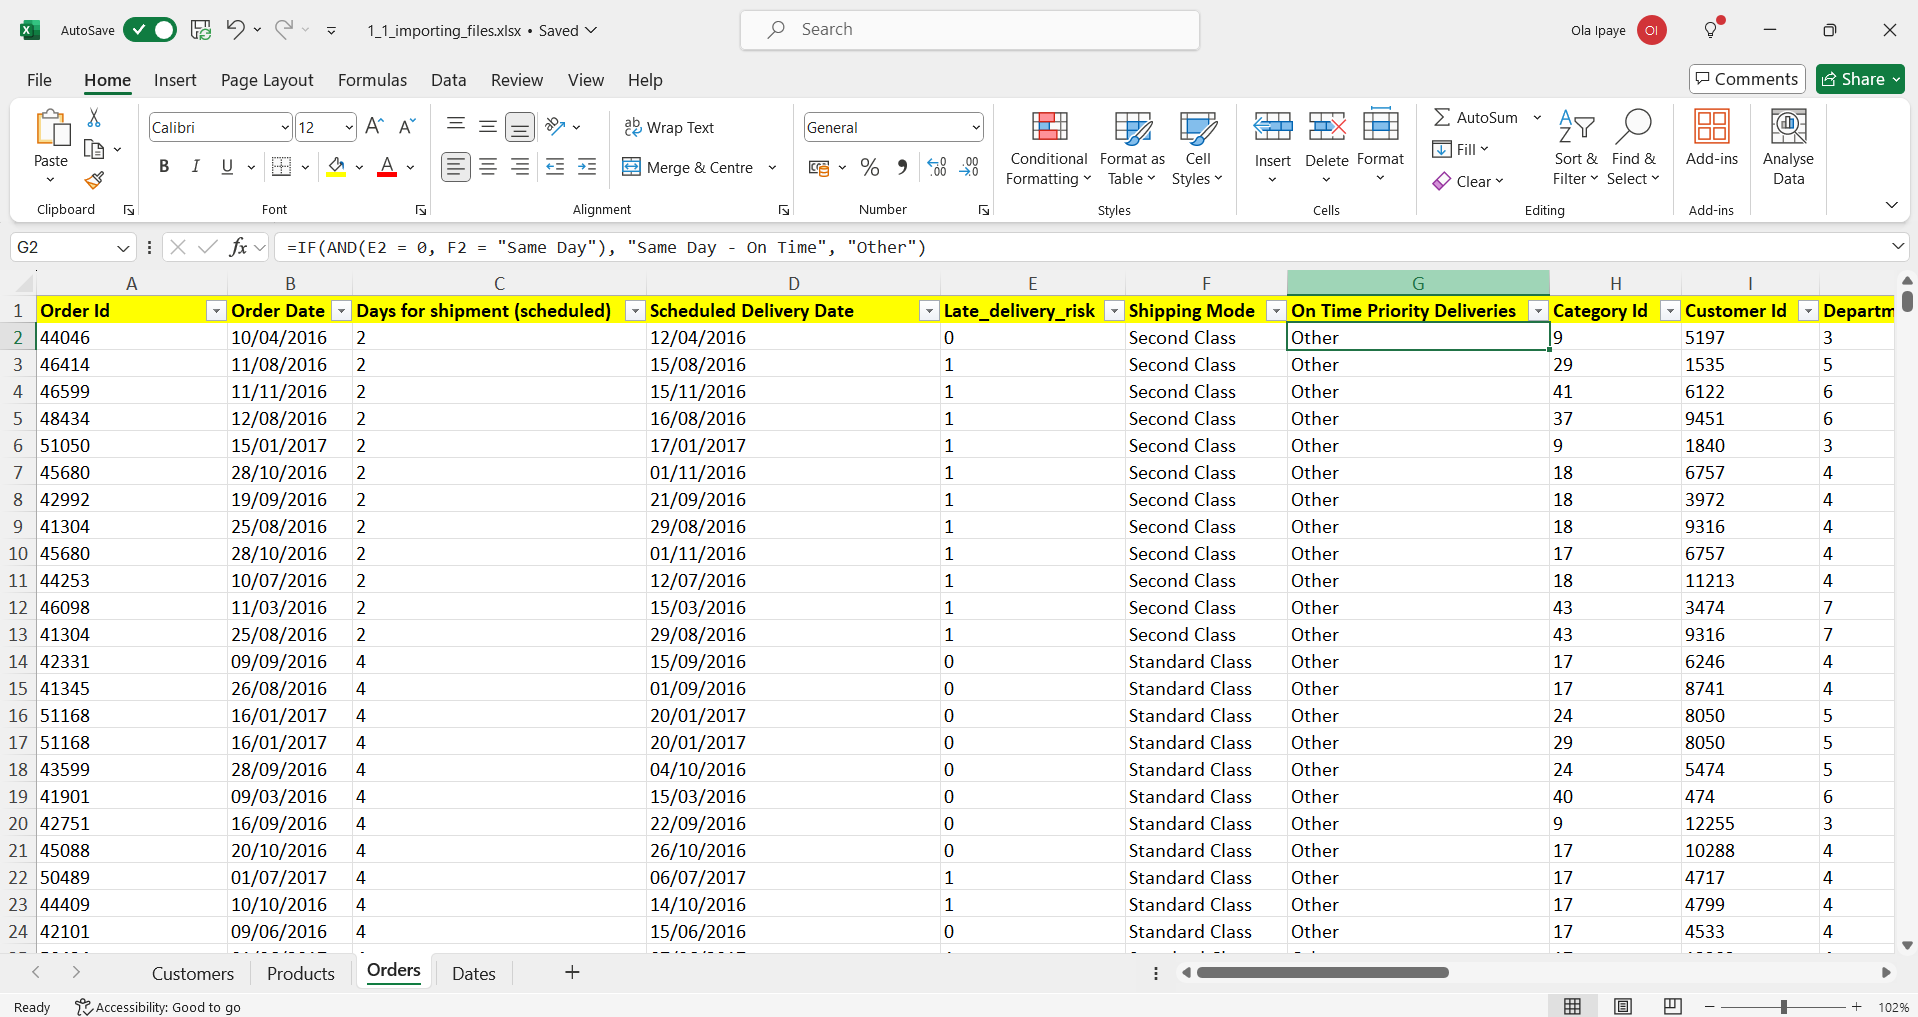 AutoSave 1_1_importing_files.xlsx • Saved Search Ola Ipaye OI
File Home Insert Page Layout Formulas Data Review View Help Comments Share
Paste Calibri 12 A A B I U A Wrap Text Merge & Centre General % .00 Conditional Formatting Format as Table Cell Styles Insert Delete Format AutoSum Fill Clear Sort & Filter Find & Select Add-ins Analyse Data
Clipboard Font Alignment Number Styles Cells Editing Add-ins
G2 fx =IF(AND(E2 = 0, F2 = "Same Day"), "Same Day - On Time", "Other")
A B C D E F G H I
1 Order Id Order Date Days for shipment (scheduled) Scheduled Delivery Date Late_delivery_risk Shipping Mode On Time Priority Deliveries Category Id Customer Id Departm
2 44046 10/04/2016 2 12/04/2016 0 Second Class Other 9 5197 3
3 46414 11/08/2016 2 15/08/2016 1 Second Class Other 29 1535 5
4 46599 11/11/2016 2 15/11/2016 1 Second Class Other 41 6122 6
5 48434 12/08/2016 2 16/08/2016 1 Second Class Other 37 9451 6
6 51050 15/01/2017 2 17/01/2017 1 Second Class Other 9 1840 3
7 45680 28/10/2016 2 01/11/2016 1 Second Class Other 18 6757 4
8 42992 19/09/2016 2 21/09/2016 1 Second Class Other 18 3972 4
9 41304 25/08/2016 2 29/08/2016 1 Second Class Other 18 9316 4
10 45680 28/10/2016 2 01/11/2016 1 Second Class Other 17 6757 4
11 44253 10/07/2016 2 12/07/2016 1 Second Class Other 18 11213 4
12 46098 11/03/2016 2 15/03/2016 1 Second Class Other 43 3474 7
13 41304 25/08/2016 2 29/08/2016 1 Second Class Other 43 9316 7
14 42331 09/09/2016 4 15/09/2016 0 Standard Class Other 17 6246 4
15 41345 26/08/2016 4 01/09/2016 0 Standard Class Other 17 8741 4
16 51168 16/01/2017 4 20/01/2017 0 Standard Class Other 24 8050 5
17 51168 16/01/2017 4 20/01/2017 0 Standard Class Other 29 8050 5
18 43599 28/09/2016 4 04/10/2016 0 Standard Class Other 24 5474 5
19 41901 09/03/2016 4 15/03/2016 0 Standard Class Other 40 474 6
20 42751 16/09/2016 4 22/09/2016 0 Standard Class Other 9 12255 3
21 45088 20/10/2016 4 26/10/2016 0 Standard Class Other 17 10288 4
22 50489 01/07/2017 4 06/07/2017 1 Standard Class Other 17 4717 4
23 44409 10/10/2016 4 14/10/2016 1 Standard Class Other 17 4799 4
24 42101 09/06/2016 4 15/06/2016 0 Standard Class Other 17 4533 4
Customers Products Orders Dates +
Ready Accessibility: Good to go 102%